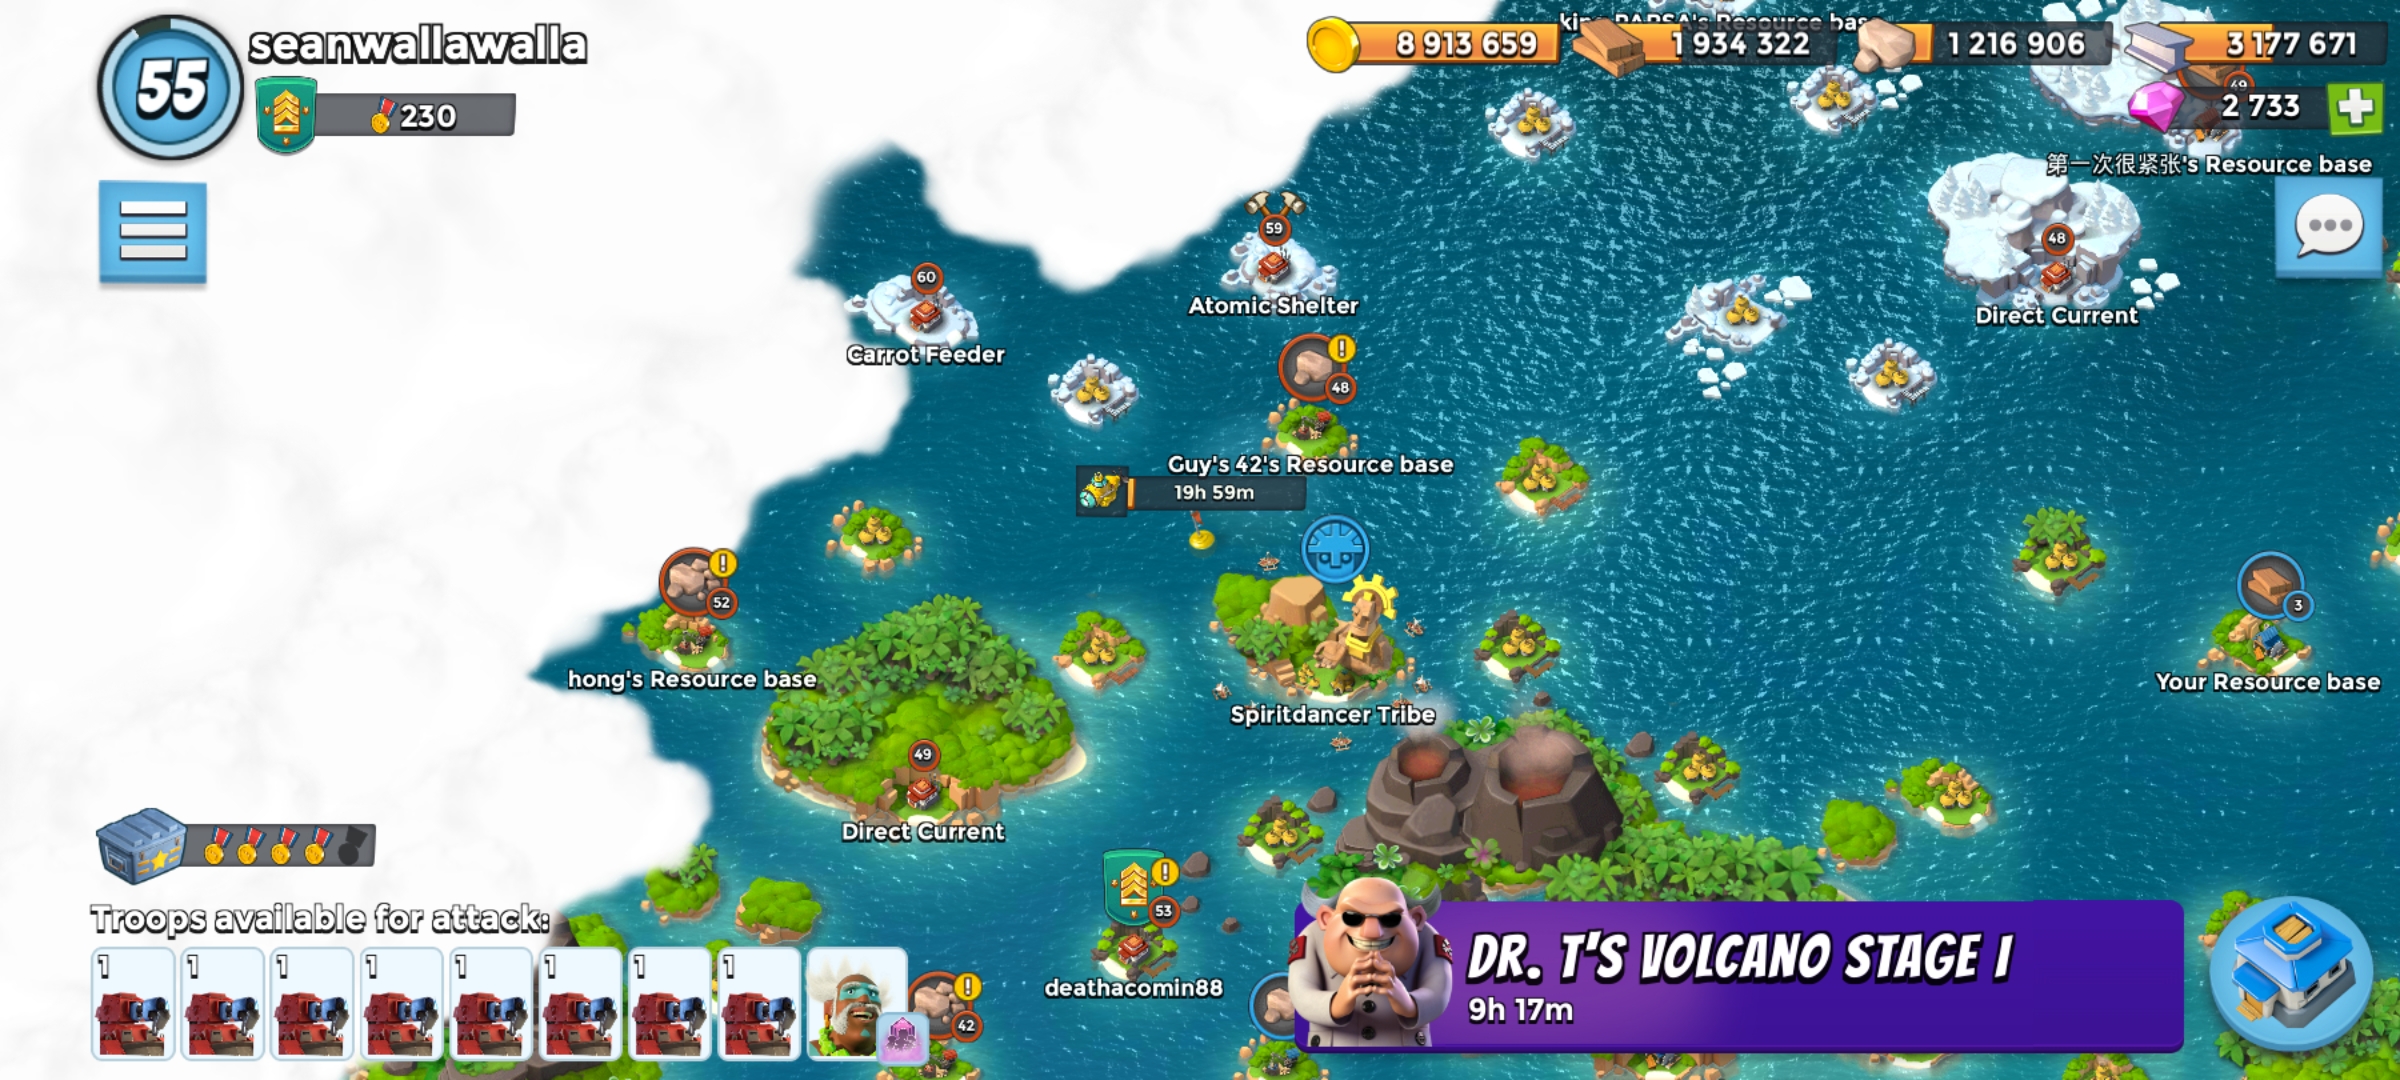 55
seanwallawalla
230
8 913 659
1 934 322
1 216 906
3 177 671
49
2 733
第一次很紧张's Resource base
59
Atomic Shelter
60
Carrot Feeder
48
Direct Current
48
Guy's 42's Resource base
19h 59m
52
hong's Resource base
3
Your Resource base
Spiritdancer Tribe
49
Direct Current
53
deathacomin88
42
Troops available for attack:
1 1 1 1 1 1 1 1
DR. T'S VOLCANO STAGE I
9h 17m